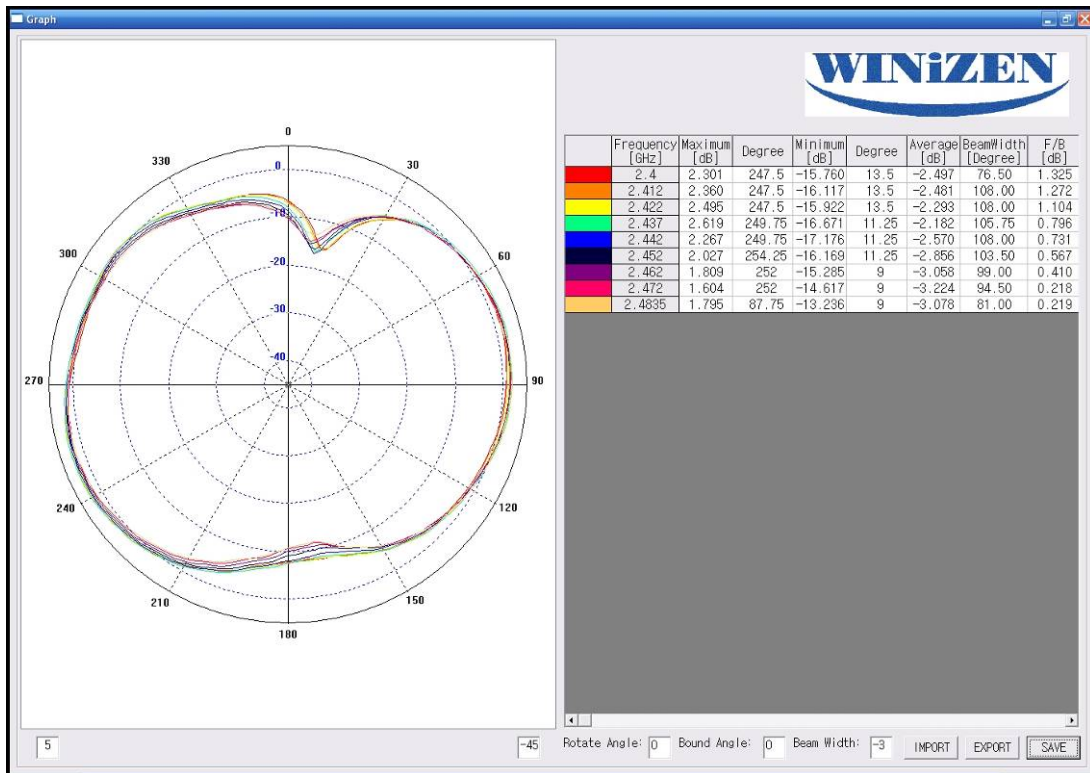 Graph
WiNiZEN
0
330
30
0
-10
300
60
-20
-30
-40
270
90
240
120
210
150
180
Frequency [GHz] Maximum [dB] Degree Minimum [dB] Degree Average [dB] BeamWidth [Degree] F/B [dB]
2.4 2.301 247.5 -15.760 13.5 -2.497 76.50 1.325
2.412 2.360 247.5 -16.117 13.5 -2.481 108.00 1.272
2.422 2.495 247.5 -15.922 13.5 -2.293 108.00 1.104
2.437 2.619 249.75 -16.671 11.25 -2.182 105.75 0.796
2.442 2.267 249.75 -17.176 11.25 -2.570 108.00 0.731
2.452 2.027 254.25 -16.169 11.25 -2.856 103.50 0.567
2.462 1.809 252 -15.285 9 -3.058 99.00 0.410
2.472 1.604 252 -14.617 9 -3.224 94.50 0.218
2.4835 1.795 87.75 -13.236 9 -3.078 81.00 0.219
5 -45 Rotate Angle: 0 Bound Angle: 0 Beam Width: -3 IMPORT EXPORT SAVE